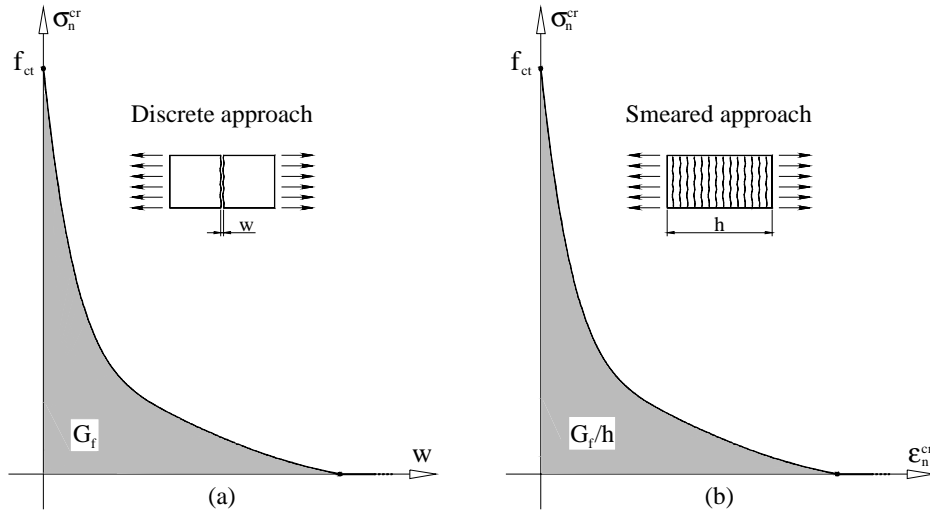 σ_n^cr
f_ct
Discrete approach
w
G_f
w
(a)
σ_n^cr
f_ct
Smeared approach
h
G_f/h
ε_n^cr
(b)